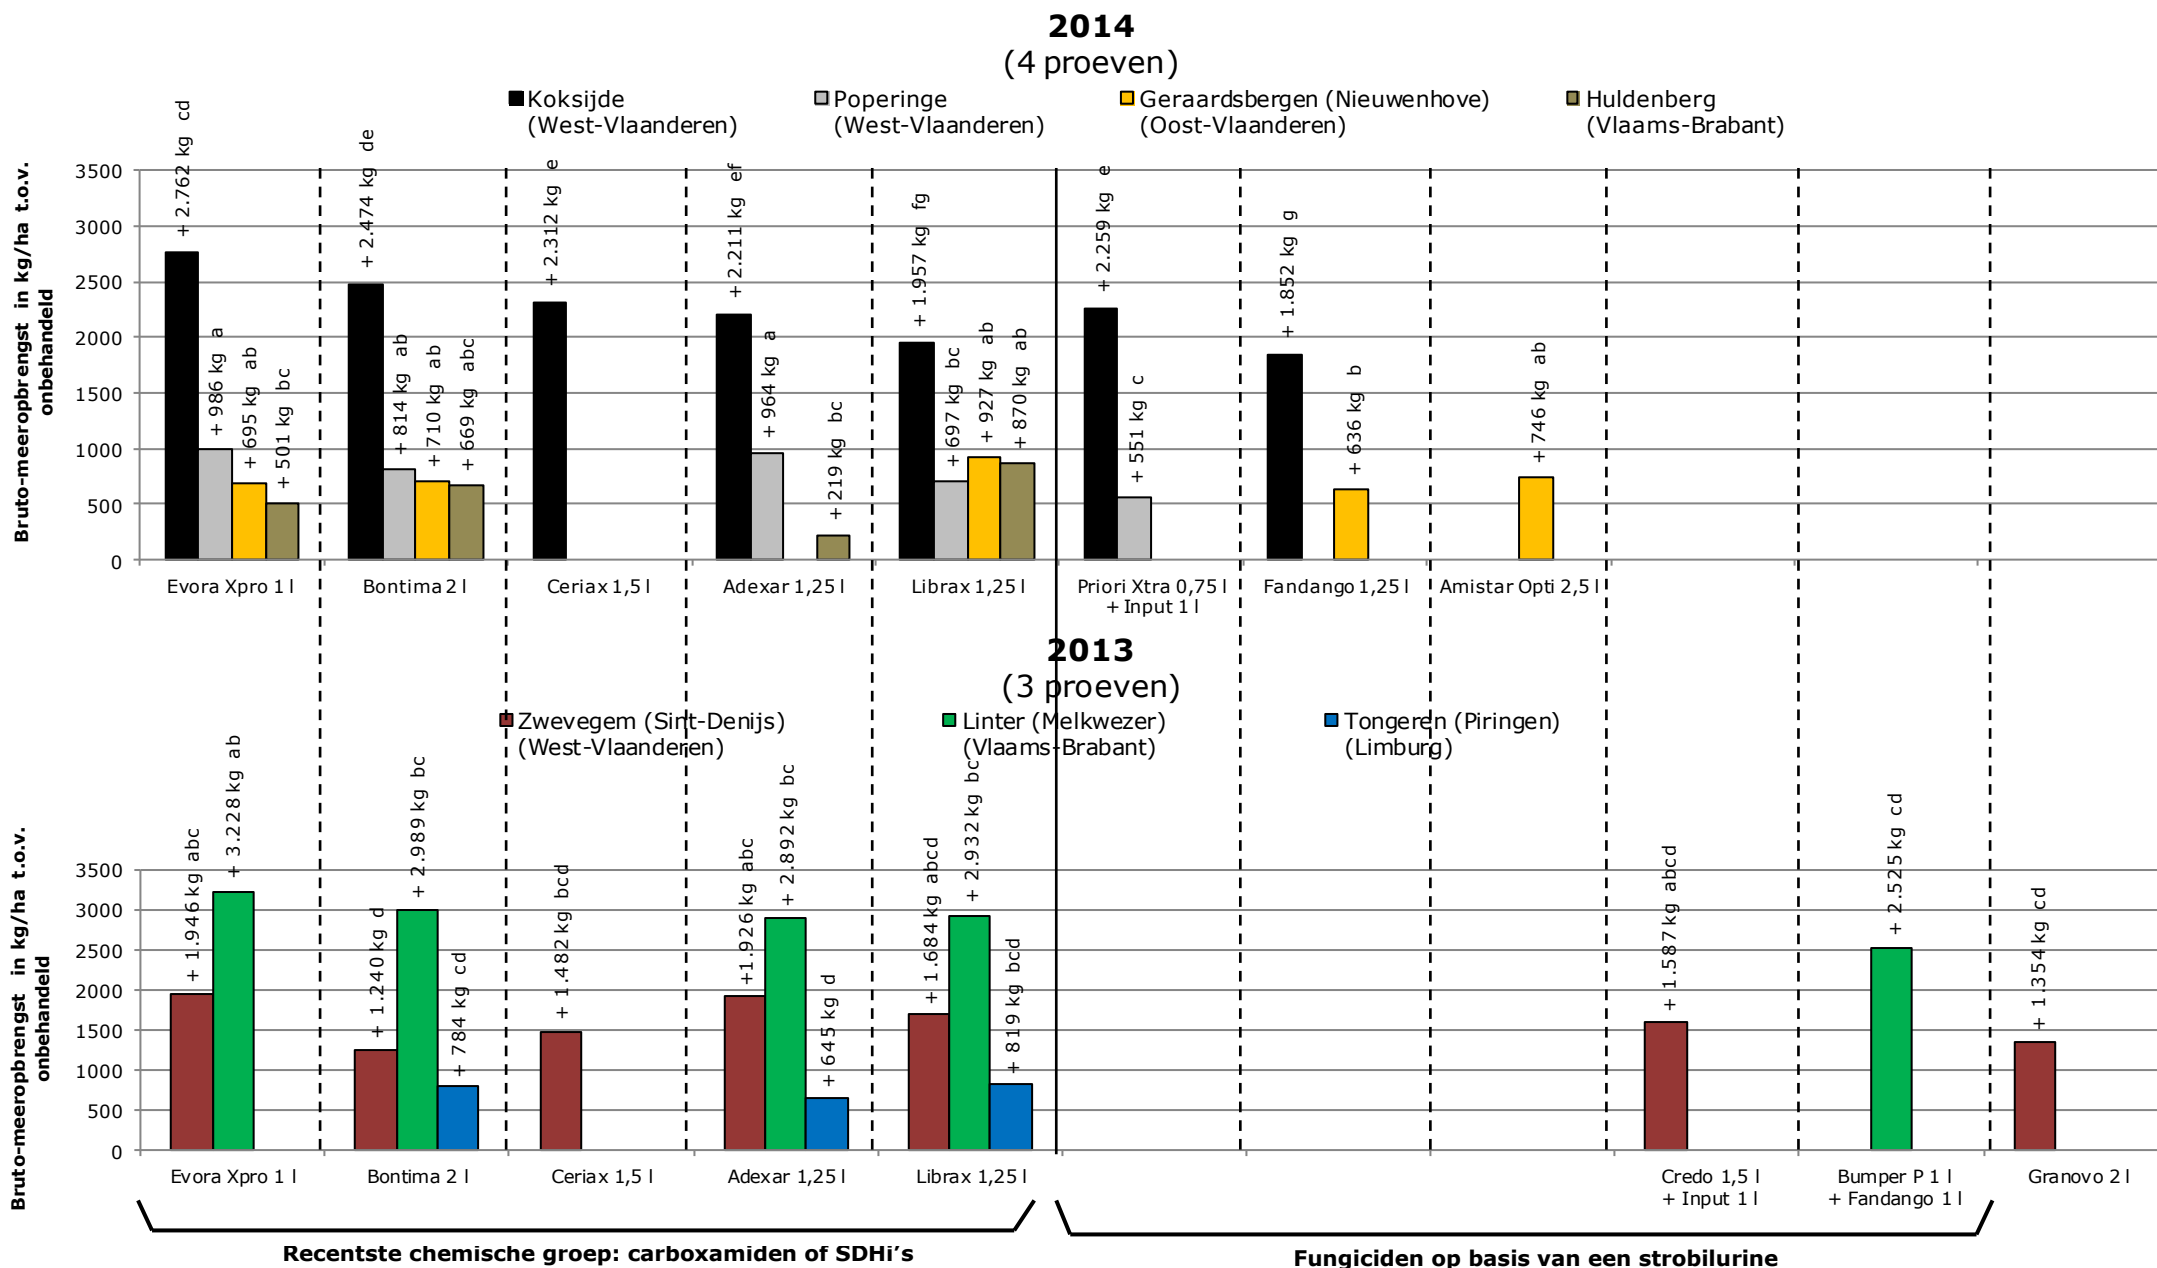 2014
(4 proeven)
Koksijde
(West-Vlaanderen)
Poperinge
(West-Vlaanderen)
Geraardsbergen (Nieuwenhove)
(Oost-Vlaanderen)
Huldenberg
(Vlaams-Brabant)
Bruto-meeropbrengst in kg/ha t.o.v.
onbehandeld
3500
3000
2500
2000
1500
1000
500
0
+ 2.762 kg cd
+ 986 kg a
+ 695 kg ab
+ 501 kg bc
+ 2.474 kg de
+ 814 kg ab
+ 710 kg ab
+ 669 kg abc
+ 2.312 kg e
+ 2.211 kg ef
+ 964 kg a
+ 219 kg bc
+ 1.957 kg fg
+ 697 kg bc
+ 927 kg ab
+ 870 kg ab
+ 2.259 kg e
+ 551 kg c
+ 1.852 kg g
+ 636 kg b
+ 746 kg ab
Evora Xpro 1 l
Bontima 2 l
Ceriax 1,5 l
Adexar 1,25 l
Librax 1,25 l
Priori Xtra 0,75 l
+ Input 1 l
Fandango 1,25 l
Amistar Opti 2,5 l
2013
(3 proeven)
Zwevegem (Sint-Denijs)
(West-Vlaanderen)
Linter (Melkwezer)
(Vlaams-Brabant)
Tongeren (Piringen)
(Limburg)
Bruto-meeropbrengst in kg/ha t.o.v.
onbehandeld
3500
3000
2500
2000
1500
1000
500
0
+ 1.946 kg abc
+ 3.228 kg ab
+ 1.240 kg d
+ 2.989 kg bc
+ 784 kg cd
+ 1.482 kg bcd
+1.926 kg abc
+ 2.892 kg bc
+ 645 kg d
+ 1.684 kg abcd
+ 2.932 kg bc
+ 819 kg bcd
+ 1.587 kg abcd
+ 2.525 kg cd
+ 1.354 kg cd
Evora Xpro 1 l
Bontima 2 l
Ceriax 1,5 l
Adexar 1,25 l
Librax 1,25 l
Credo 1,5 l
+ Input 1 l
Bumper P 1 l
+ Fandango 1 l
Granovo 2 l
Recentste chemische groep: carboxamiden of SDHi's
Fungiciden op basis van een strobilurine